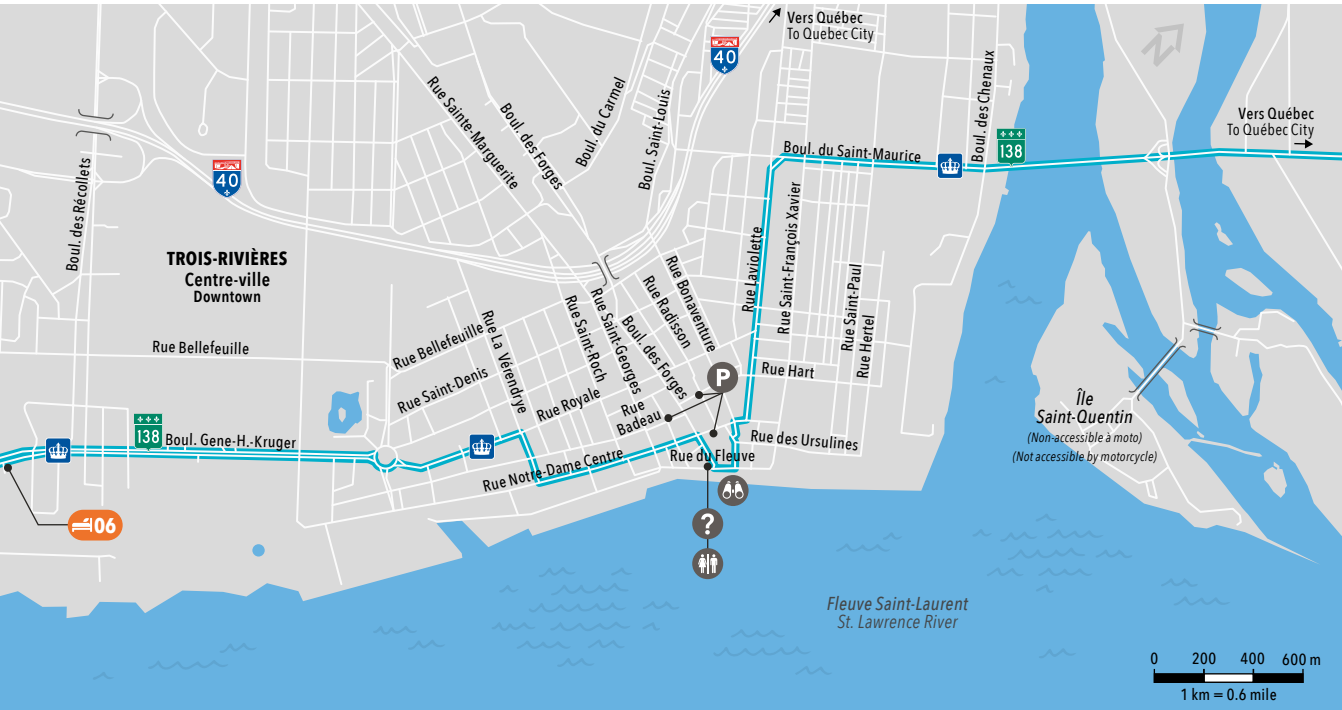 Vers Québec
To Quebec City
40
Boul. des Récollets
40
Rue Sainte-Marguerite
Boul. des Forges
Boul. du Carmel
Boul. Saint-Louis
Boul. du Saint-Maurice
Boul. des Chenaux
138
Vers Québec
To Québec City
N
TROIS-RIVIÈRES
Centre-ville
Downtown
Rue Bellefeuille
Rue Bellefeuille
Rue Saint-Denis
Rue La Vérendrye
Rue Saint-Roch
Rue Saint-Georges
Boul. des Forges
Rue Radisson
Rue Bonaventure
Rue Laviolette
Rue Saint-François Xavier
Rue Saint-Paul
Rue Hertel
Rue Hart
P
Rue Royale
Rue
Badeau
Rue des Ursulines
Rue du Fleuve
Rue Notre-Dame Centre
138
Boul. Gene-H.-Kruger
06
?
Île
Saint-Quentin
(Non-accessible à moto)
(Not accessible by motorcycle)
Fleuve Saint-Laurent
St. Lawrence River
0 200 400 600 m
1 km = 0.6 mile